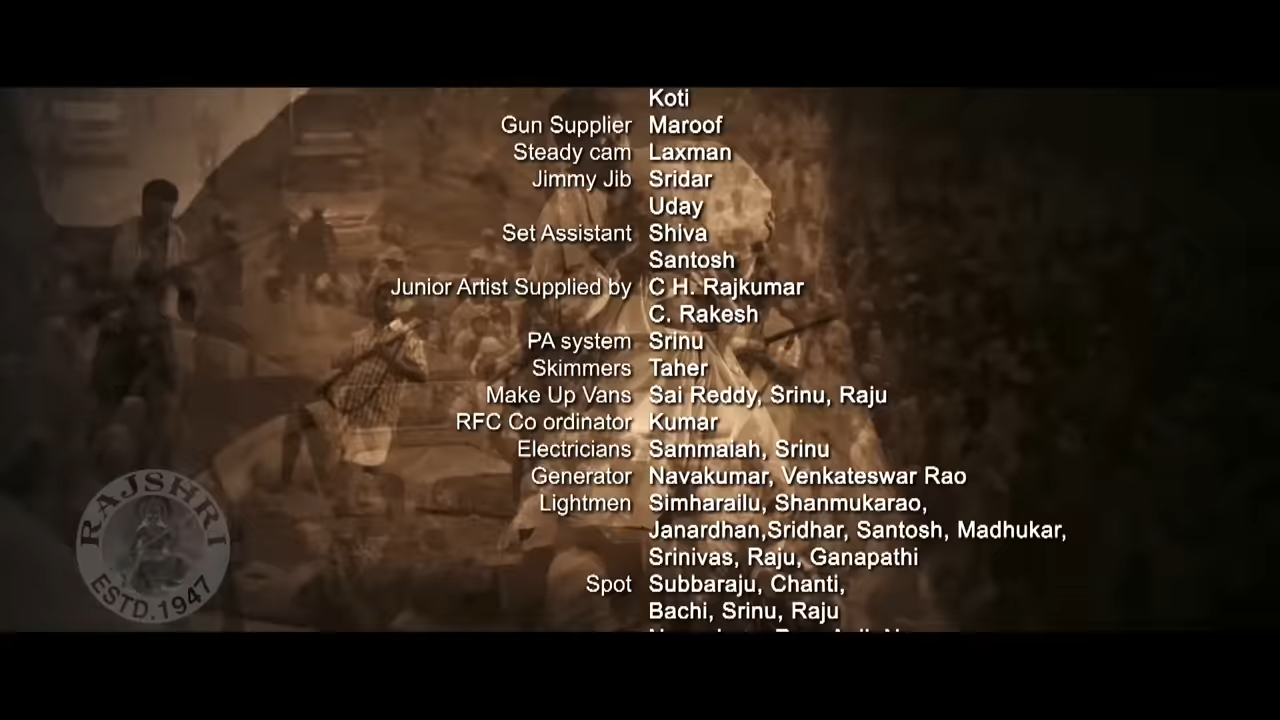 Koti
Gun Supplier Maroof
Steady cam Laxman
Jimmy Jib Sridar
Uday
Set Assistant Shiva
Santosh
Junior Artist Supplied by C H. Rajkumar
C. Rakesh
PA system Srinu
Skimmers Taher
Make Up Vans Sai Reddy, Srinu, Raju
RFC Co ordinator Kumar
Electricians Sammaiah, Srinu
Generator Navakumar, Venkateswar Rao
Lightmen Simharailu, Shanmukarao,
Janardhan,Sridhar, Santosh, Madhukar,
Srinivas, Raju, Ganapathi
Spot Subbaraju, Chanti,
Bachi, Srinu, Raju
RAJSHRI
ESTD.1947